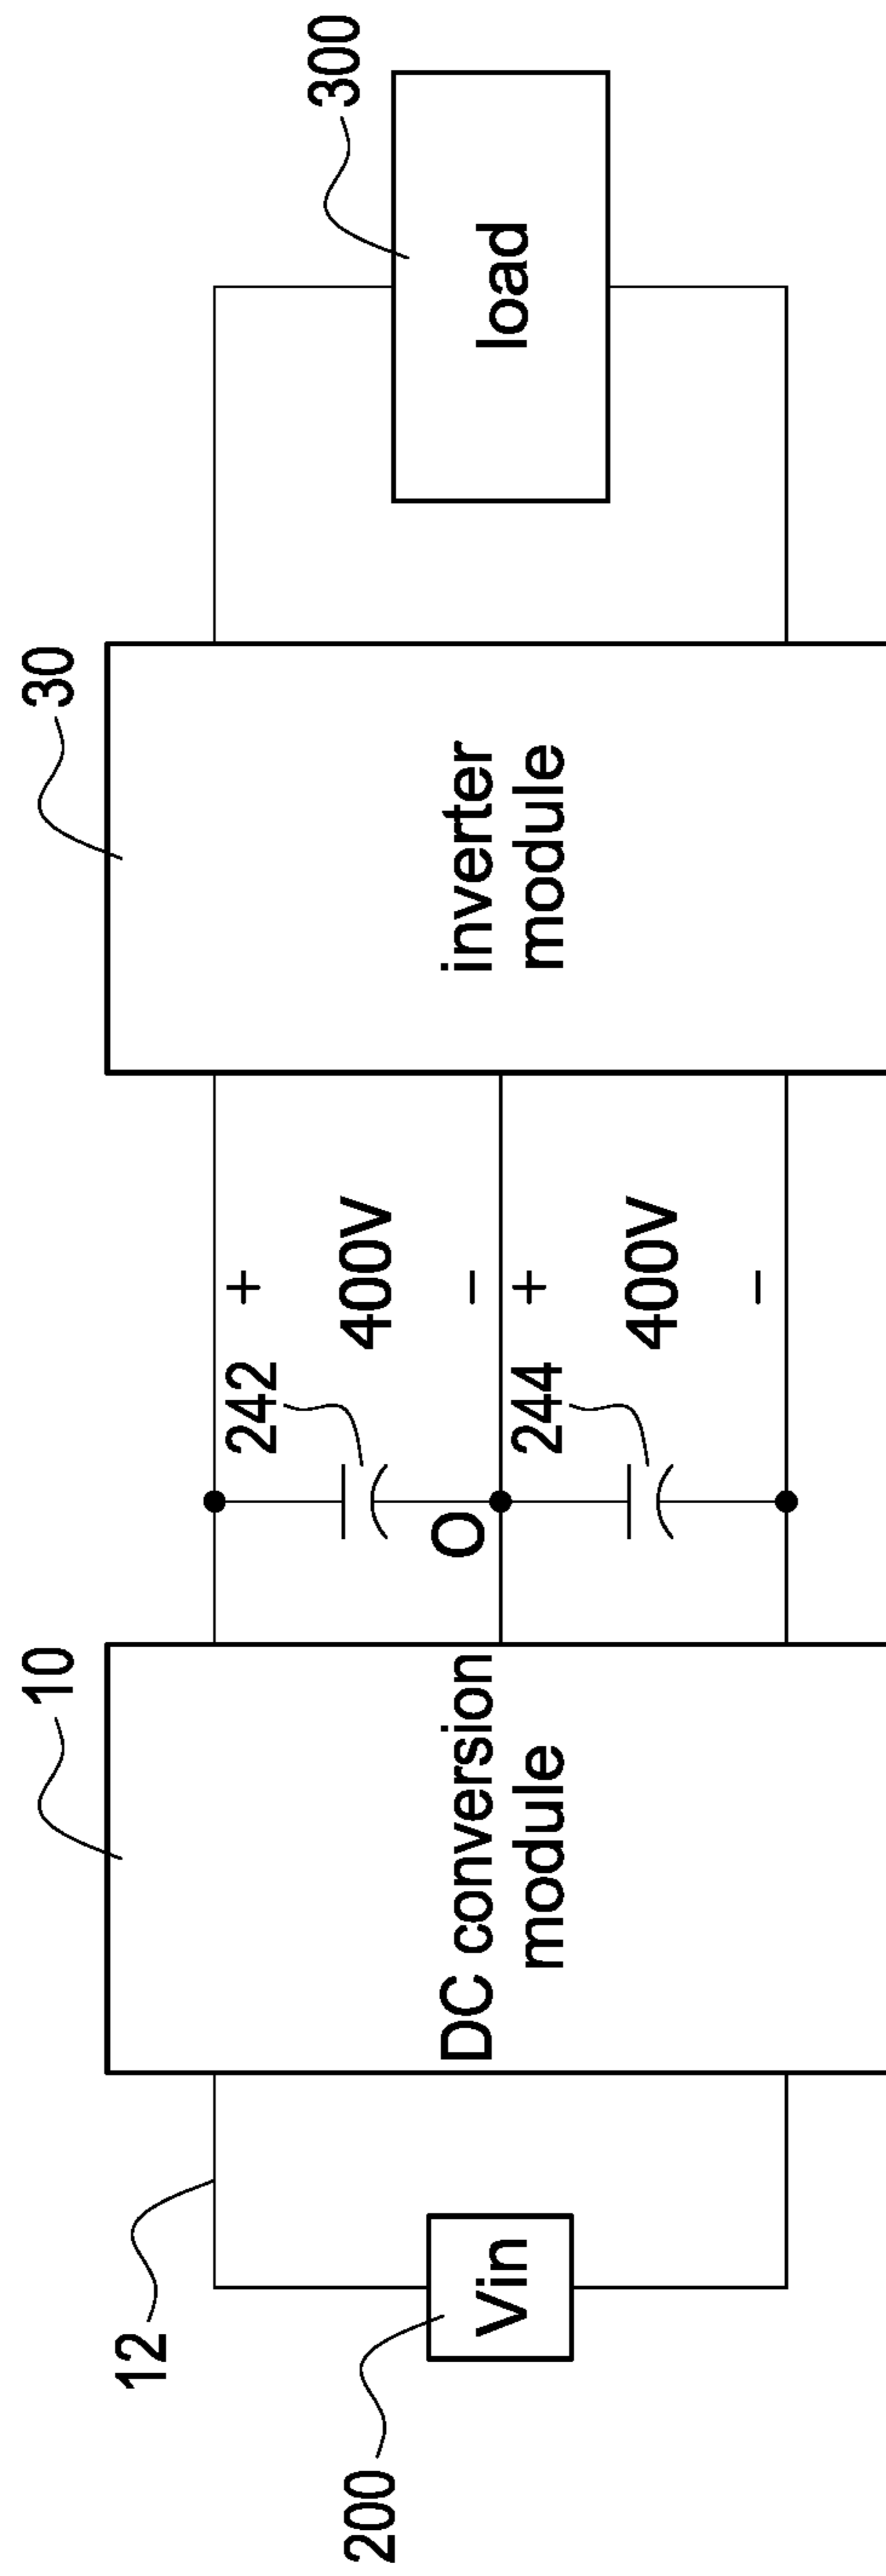 200
Vin
12
10
DC conversion
module
O
242
+
400V
−
244
+
400V
−
30
inverter
module
300
load